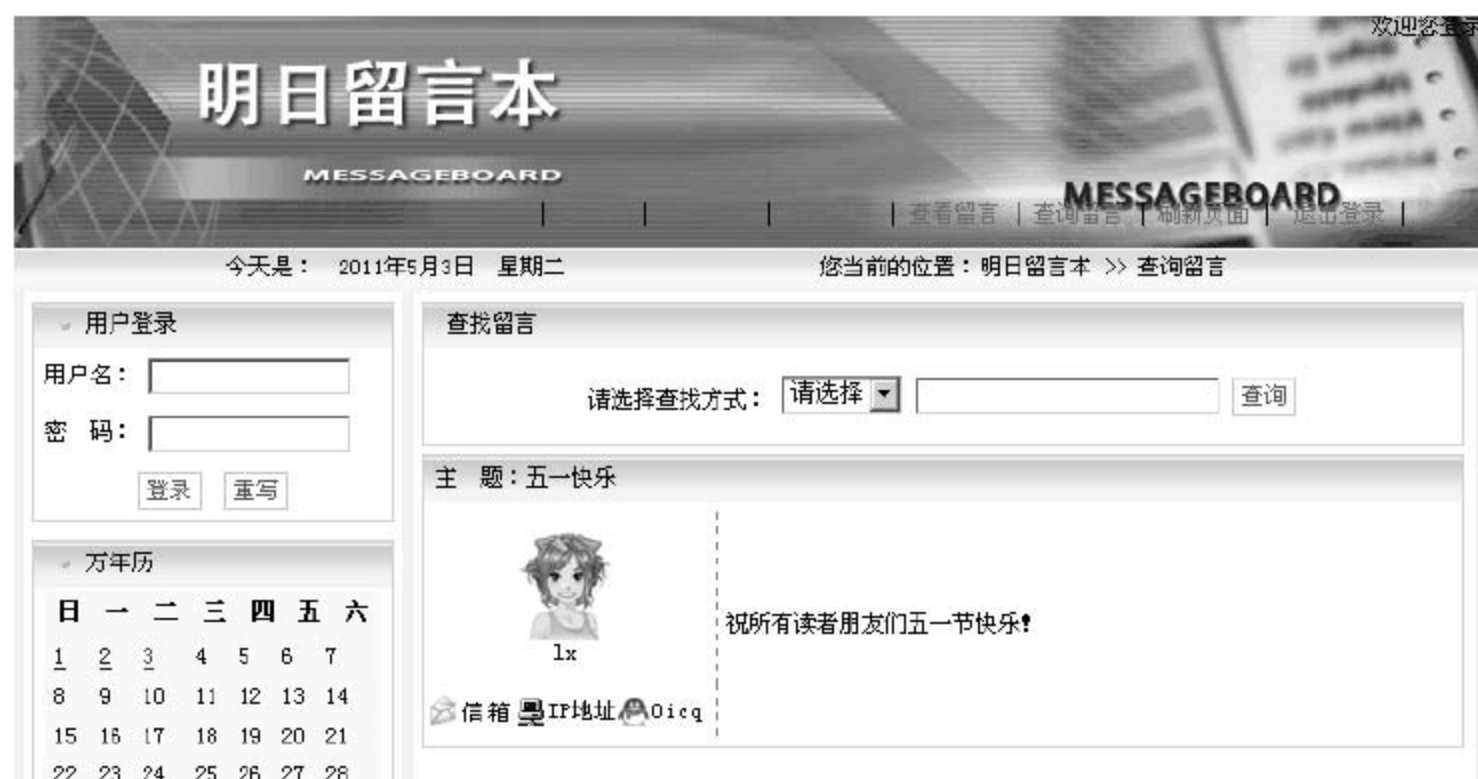 欢迎您登录
明日留言本
MESSAGEBOARD
MESSAGEBOARD
查看留言 | 查询留言 | 刷新页面 | 退出登录 |
今天是： 2011年5月3日 星期二
您当前的位置：明日留言本 >> 查询留言
用户登录
用户名：
密 码：
登录 重写
万年历
日 一 二 三 四 五 六
1 2 3 4 5 6 7
8 9 10 11 12 13 14
15 16 17 18 19 20 21
22 23 24 25 26 27 28
查找留言
请选择查找方式： 请选择 查询
主 题：五一快乐
lx
信箱 IP地址 Oicq
祝所有读者朋友们五一节快乐!